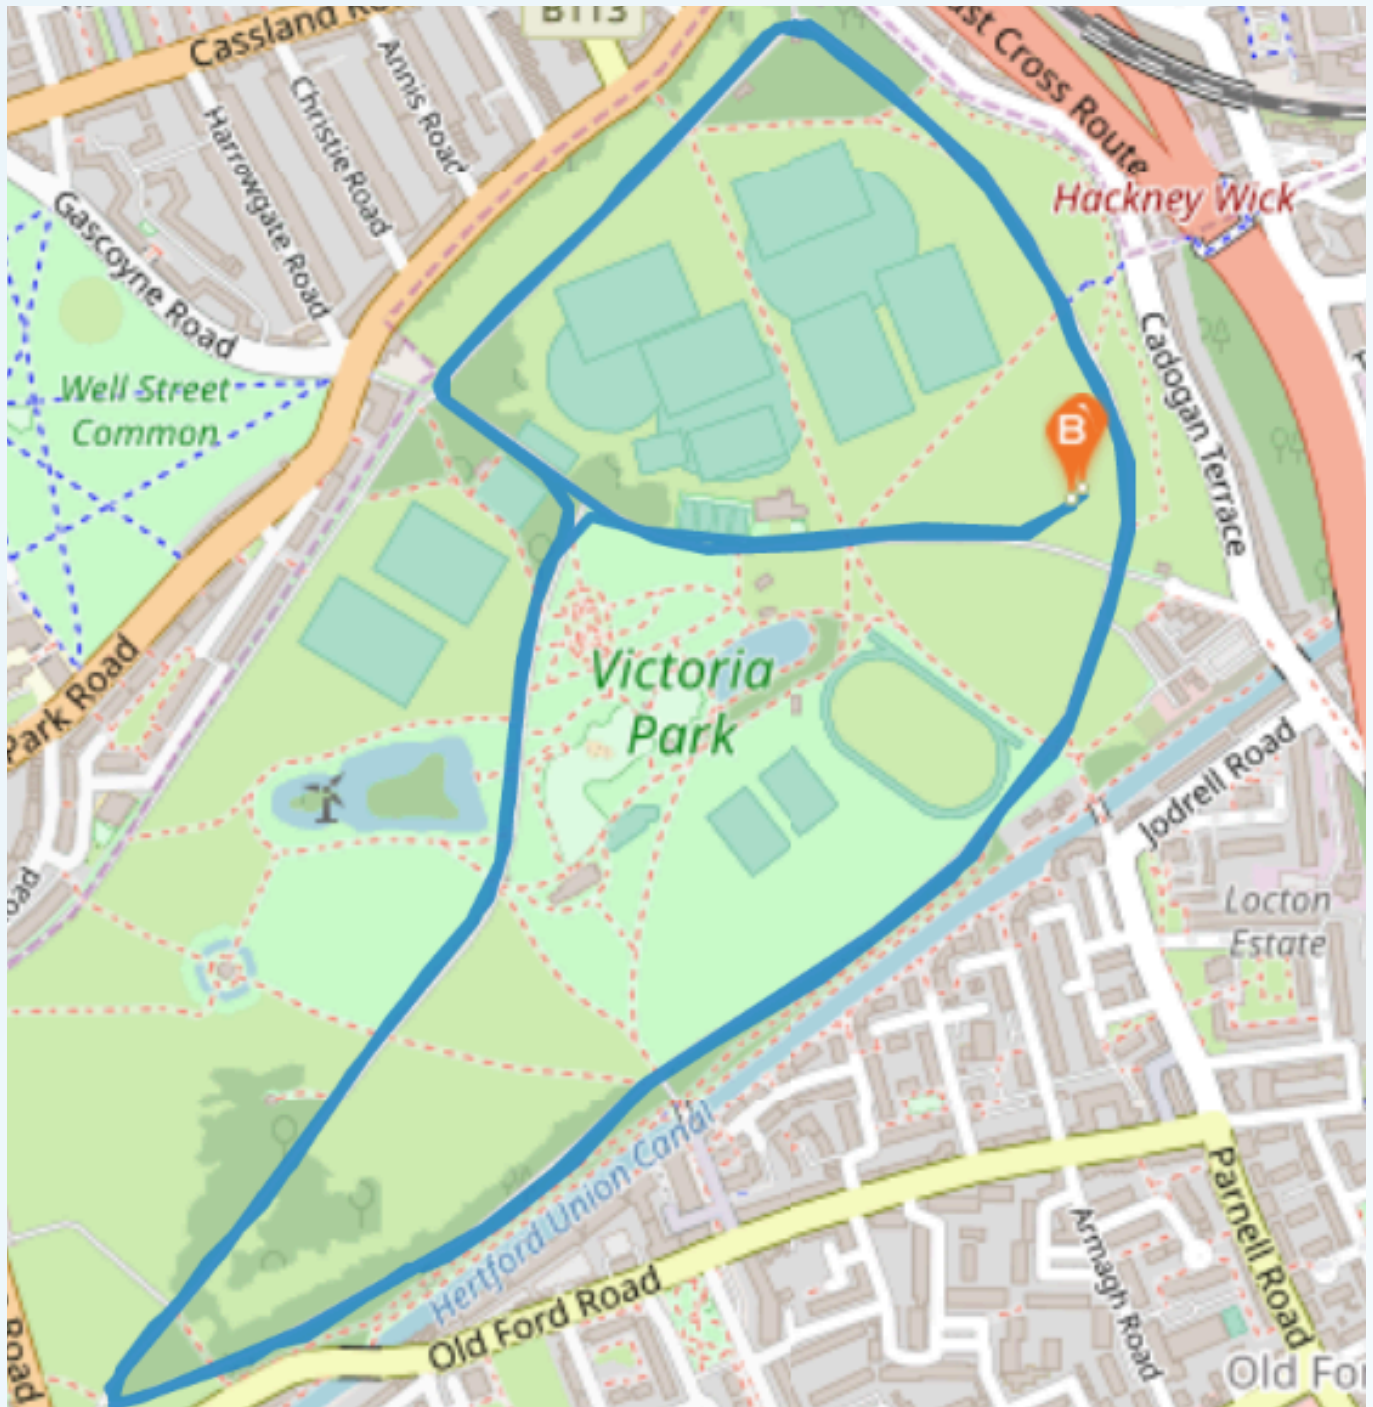 Cassland Ro
B113
ast Cross Route
Annis Road
Christie Road
Harrowgate Road
Hackney Wick
Gascoyne Road
Well Street
Common
Cadogan Terrace
B
Victoria
Park
Park Road
Jodrell Road
oad
Locton
Estate
Hertford Union Canal
Old Ford Road
Armagh Road
Parnell Road
Road
Old For